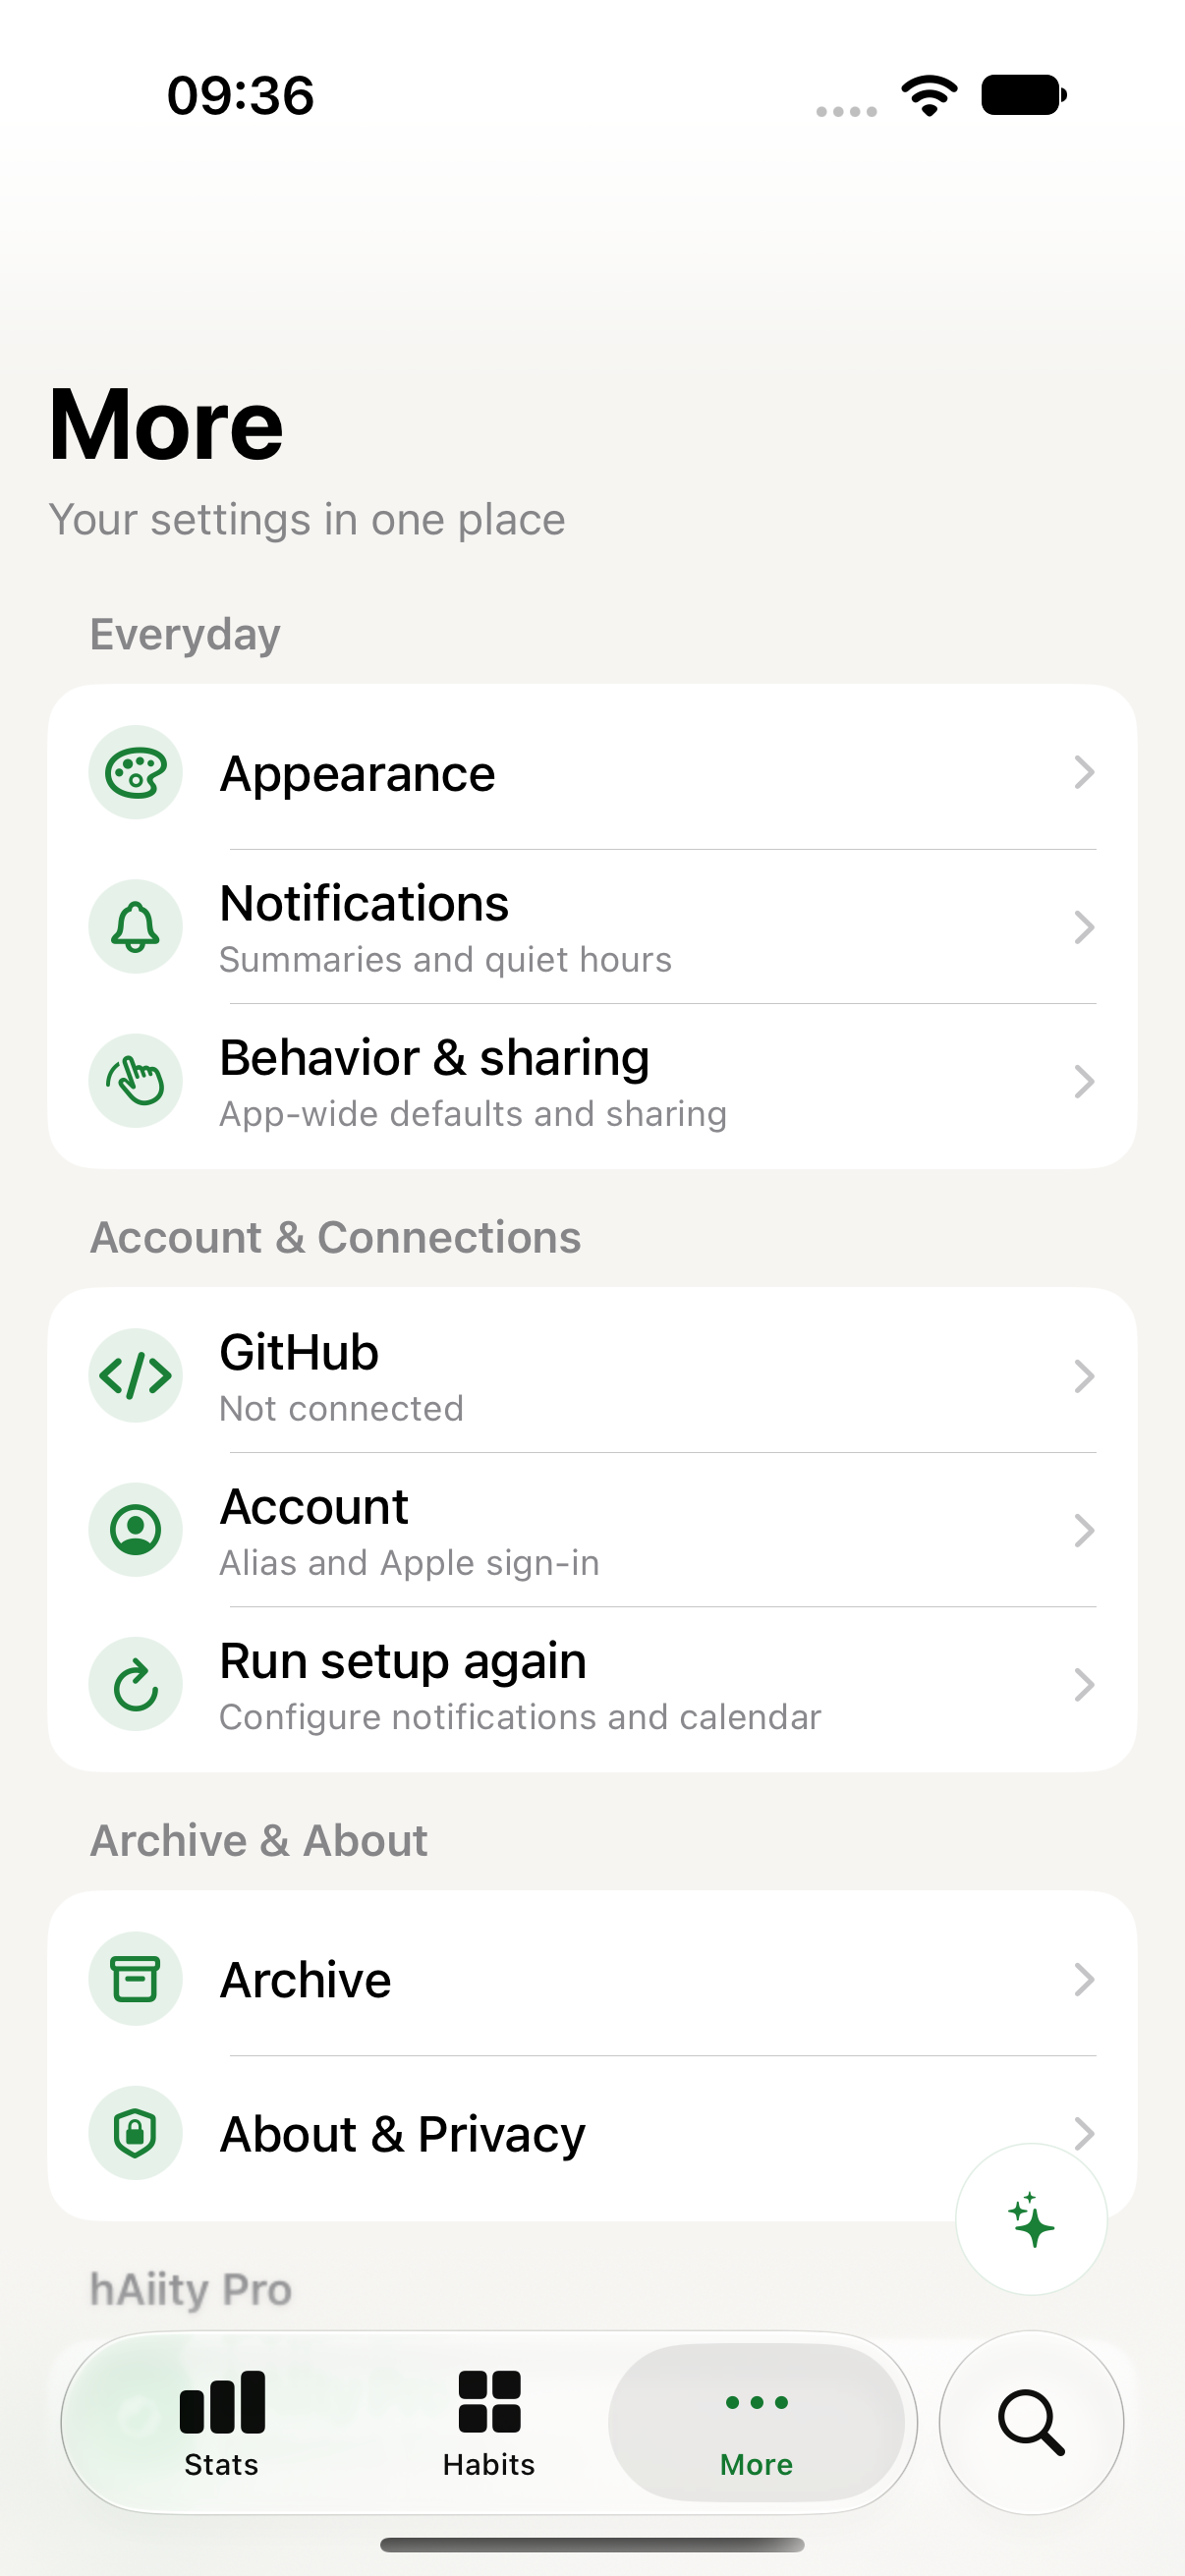 09:36
More
Your settings in one place
Everyday
Appearance
Notifications
Summaries and quiet hours
Behavior & sharing
App-wide defaults and sharing
Account & Connections
GitHub
Not connected
Account
Alias and Apple sign-in
Run setup again
Configure notifications and calendar
Archive & About
Archive
About & Privacy
hAiity Pro
Stats
Habits
More